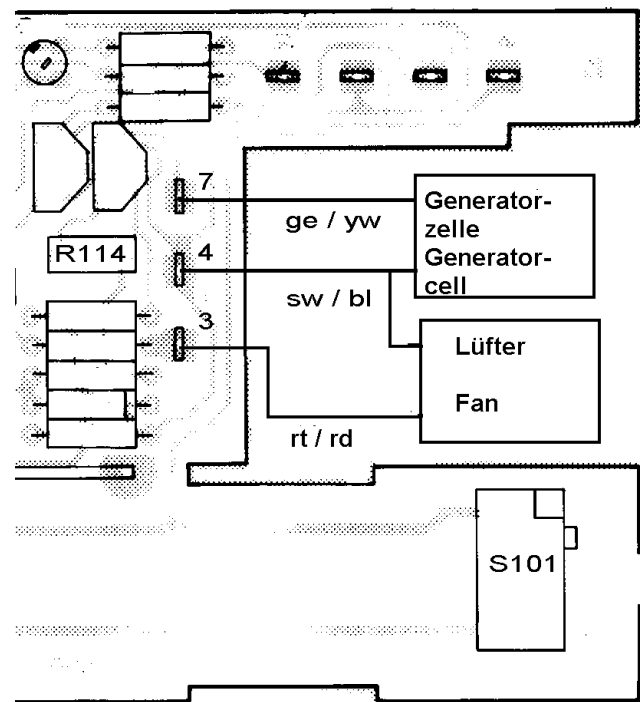 7
ge / yw
Generator-
zelle
Generator-
cell
R114
4
sw / bl
3
Lüfter
Fan
rt / rd
S101